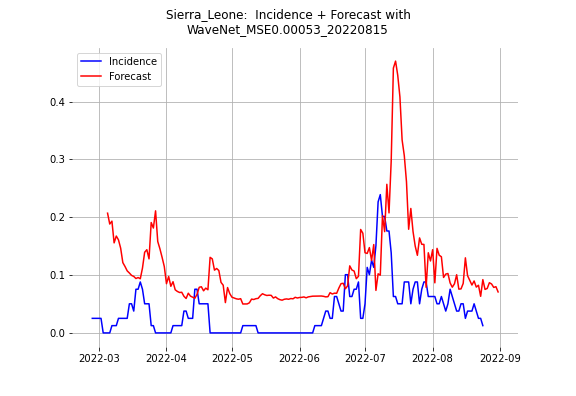 Sierra_Leone:  Incidence + Forecast with
WaveNet_MSE0.00053_20220815
Incidence
Forecast
0.4
0.3
0.2
0.1
0.0
2022-03 2022-04 2022-05 2022-06 2022-07 2022-08 2022-09